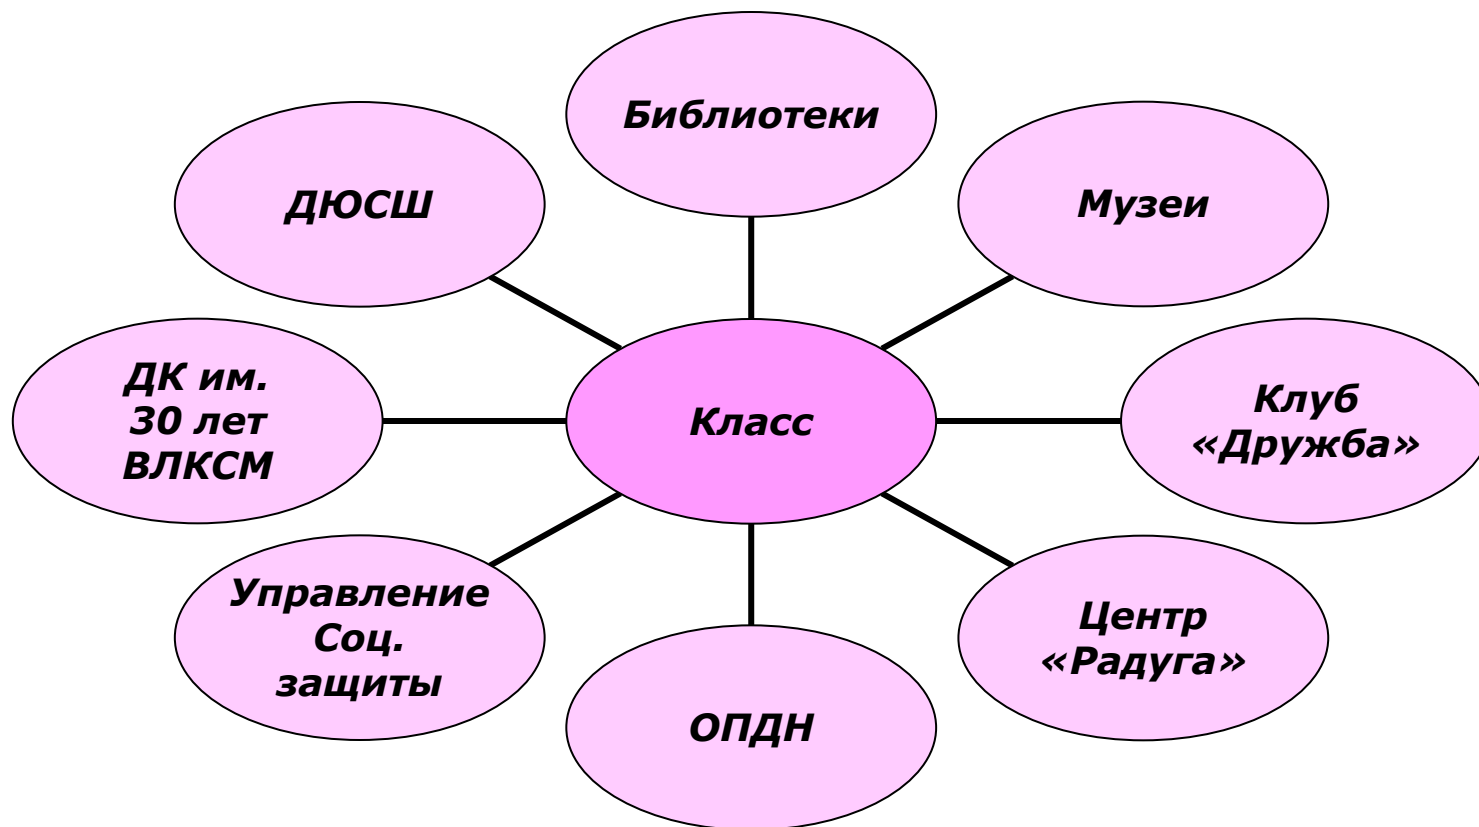 Библиотеки
ДЮСШ
Музеи
ДК им.
30 лет
ВЛКСМ
Класс
Клуб
«Дружба»
Управление
Соц.
защиты
Центр
«Радуга»
ОПДН